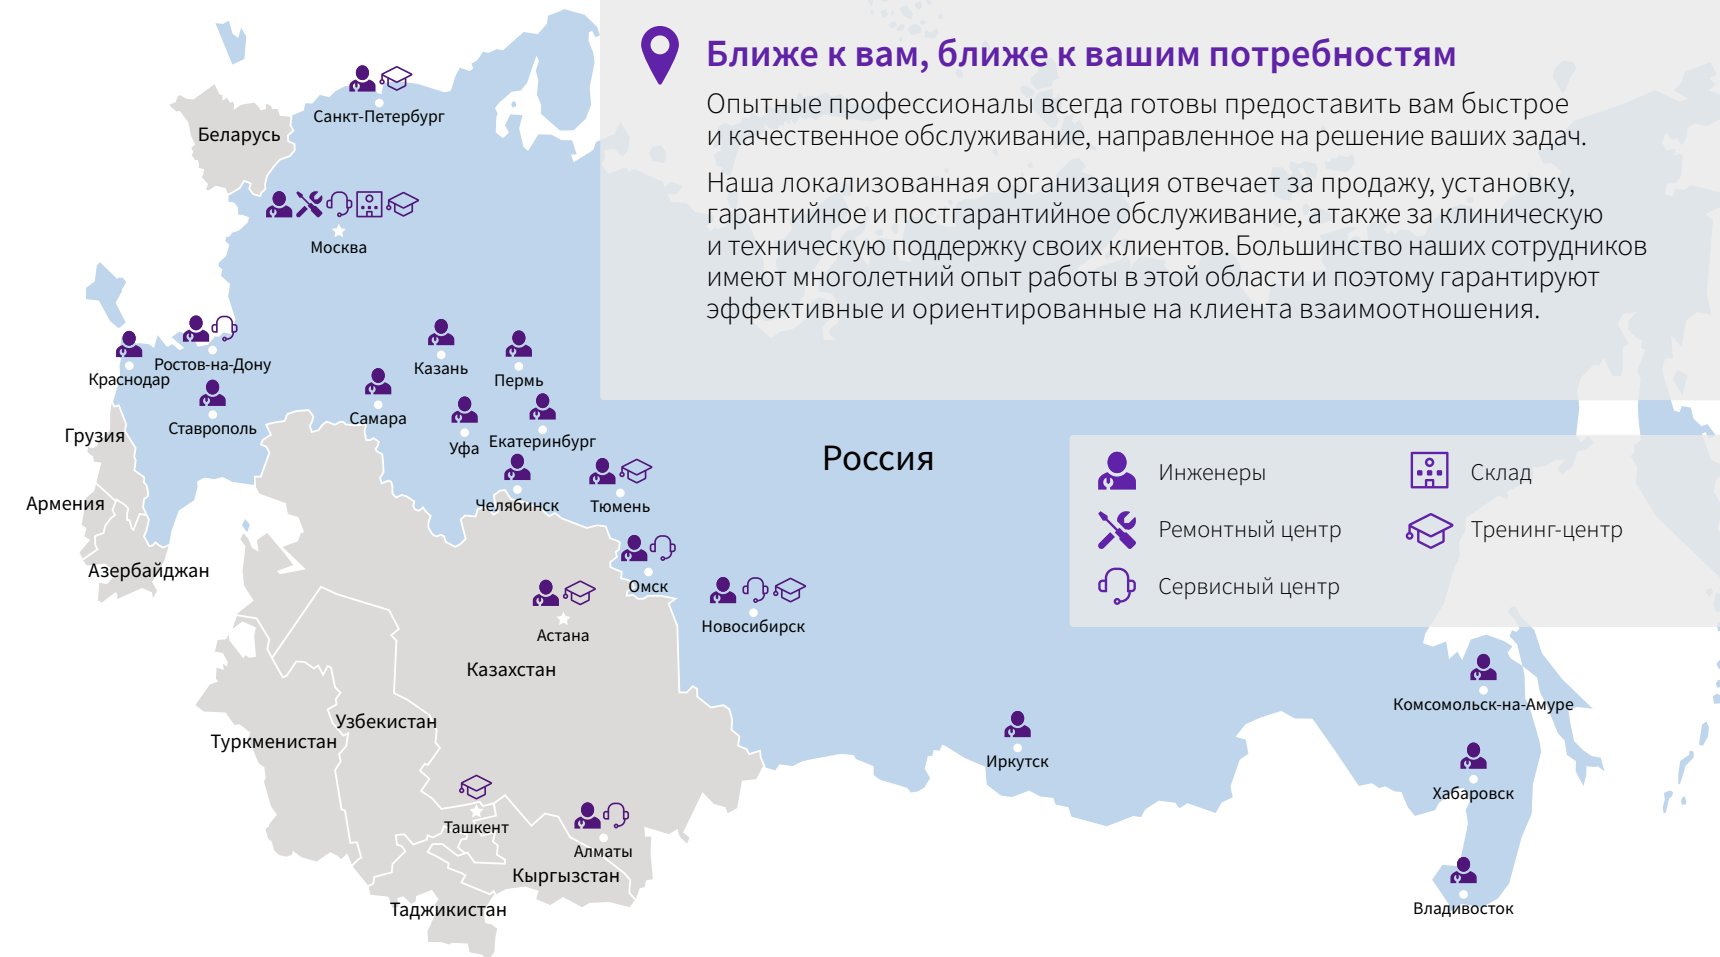 Ближе к вам, ближе к вашим потребностям
Опытные профессионалы всегда готовы предоставить вам быстрое
и качественное обслуживание, направленное на решение ваших задач.
Наша локализованная организация отвечает за продажу, установку,
гарантийное и постгарантийное обслуживание, а также за клиническую
и техническую поддержку своих клиентов. Большинство наших сотрудников
имеют многолетний опыт работы в этой области и поэтому гарантируют
эффективные и ориентированные на клиента взаимоотношения.
Санкт-Петербург
Беларусь
Москва
Ростов-на-Дону
Краснодар
Ставрополь
Казань
Пермь
Самара
Уфа
Екатеринбург
Грузия
Россия
Челябинск
Тюмень
Армения
Азербайджан
Омск
Астана
Новосибирск
Казахстан
Узбекистан
Туркменистан
Иркутск
Ташкент
Алматы
Кыргызстан
Таджикистан
Инженеры
Склад
Ремонтный центр
Тренинг-центр
Сервисный центр
Комсомольск-на-Амуре
Хабаровск
Владивосток